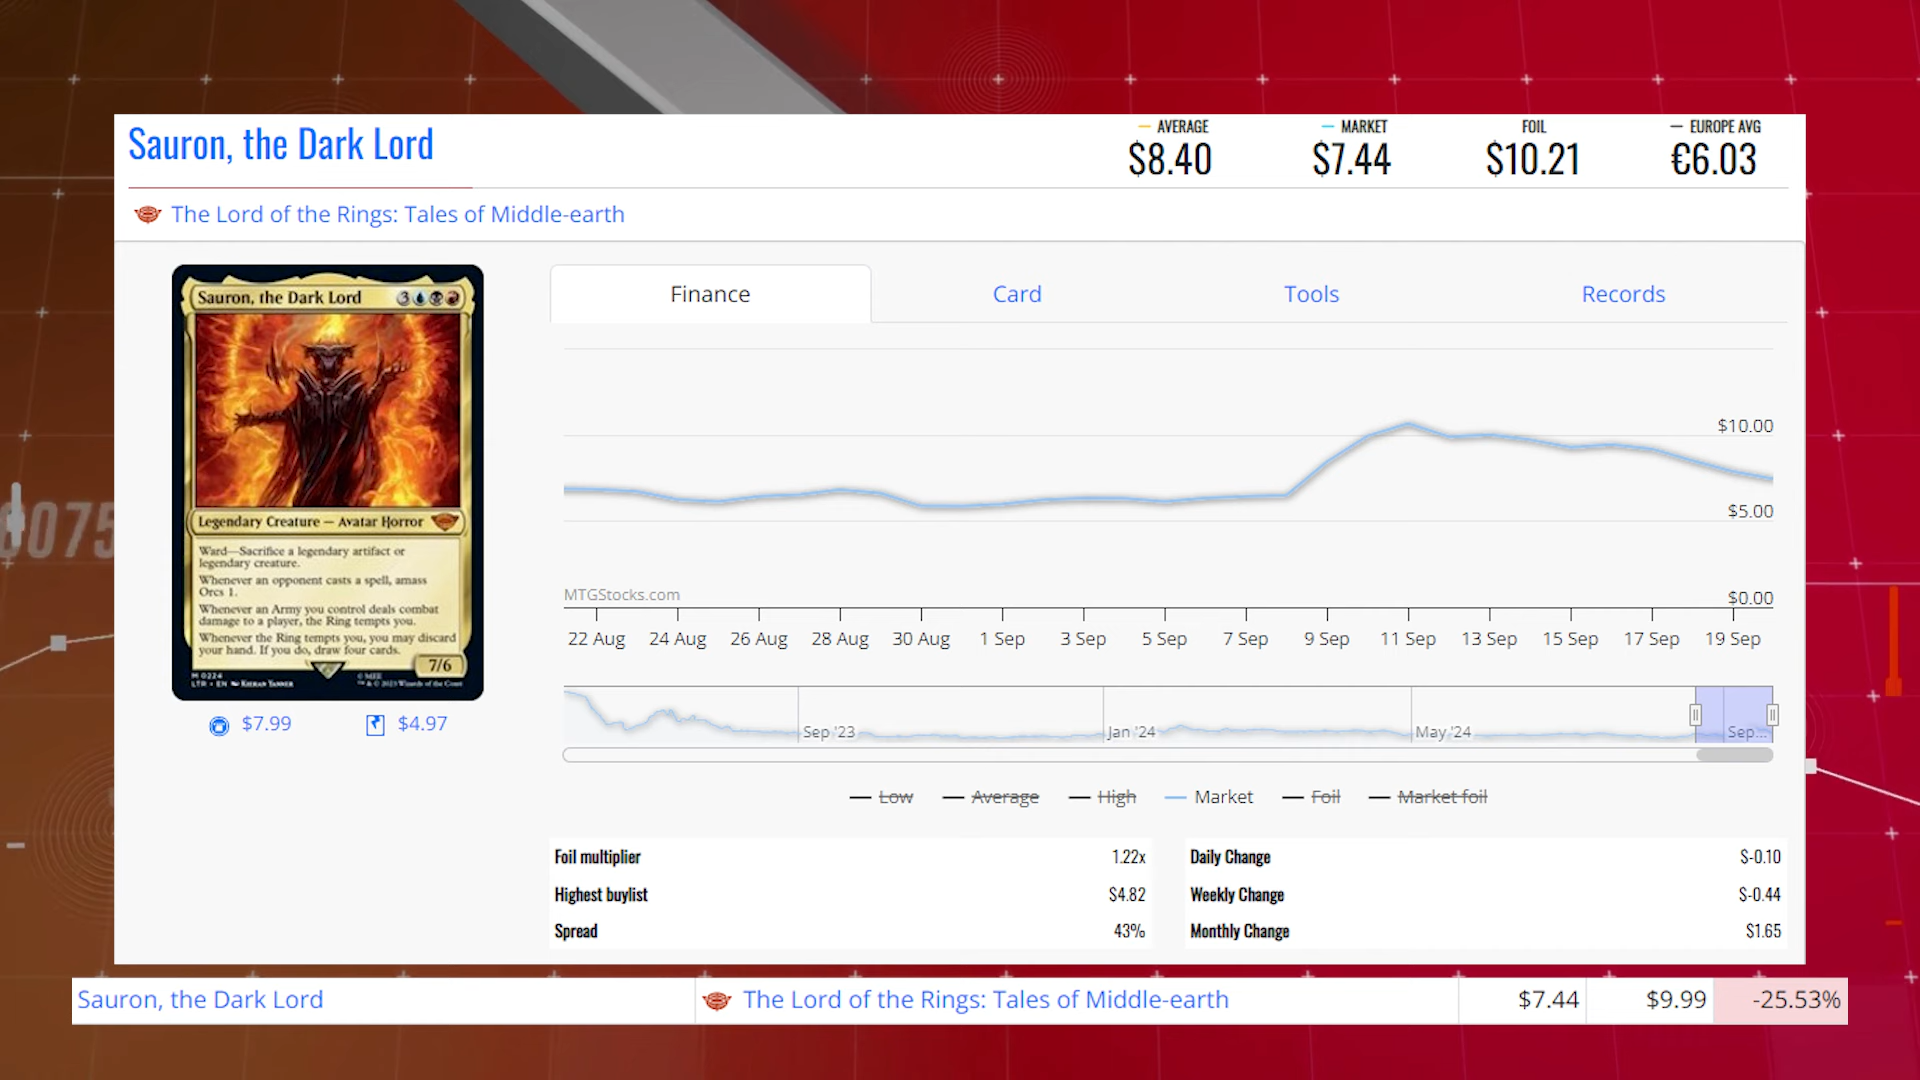 Sauron, the Dark Lord
AVERAGE MARKET FOIL EUROPE AVG
$8.40 $7.44 $10.21 €6.03
The Lord of the Rings: Tales of Middle-earth
Sauron, the Dark Lord 3
Legendary Creature — Avatar Horror
Ward—Sacrifice a legendary artifact or
legendary creature.
Whenever an opponent casts a spell, amass
Orcs 1.
Whenever an Army you control deals combat
damage to a player, the Ring tempts you.
Whenever the Ring tempts you, you may discard
your hand. If you do, draw four cards.
7/6
M 0224
LTR • EN Kieran Yanner
$7.99 $4.97
Finance Card Tools Records
$10.00
$5.00
$0.00
MTGStocks.com
22 Aug 24 Aug 26 Aug 28 Aug 30 Aug 1 Sep 3 Sep 5 Sep 7 Sep 9 Sep 11 Sep 13 Sep 15 Sep 17 Sep 19 Sep
Sep '23 Jan '24 May '24 Sep...
Low Average High Market Foil Market foil
Foil multiplier 1.22x Daily Change $-0.10
Highest buylist $4.82 Weekly Change $-0.44
Spread 43% Monthly Change $1.65
Sauron, the Dark Lord The Lord of the Rings: Tales of Middle-earth $7.44 $9.99 -25.53%